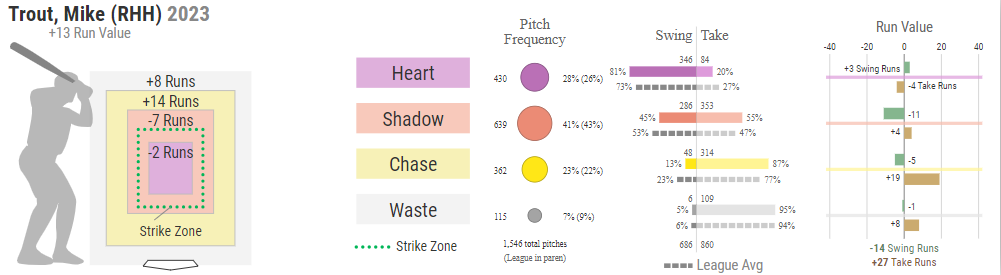 Trout, Mike (RHH) 2023
+13 Run Value
+8 Runs
+14 Runs
-7 Runs
-2 Runs
Strike Zone
Heart
Shadow
Chase
Waste
Strike Zone
Pitch
Frequency
430 28% (26%)
639 41% (43%)
362 23% (22%)
115 7% (9%)
1,546 total pitches
(League in paren)
Swing Take
346 84
81% 20%
73% 27%
286 353
45% 55%
53% 47%
48 314
13% 87%
23% 77%
6 109
5% 95%
6% 94%
686 860
League Avg
Run Value
-40 -20 0 20 40
+3 Swing Runs
-4 Take Runs
-11
+4
-5
+19
-1
+8
-14 Swing Runs
+27 Take Runs